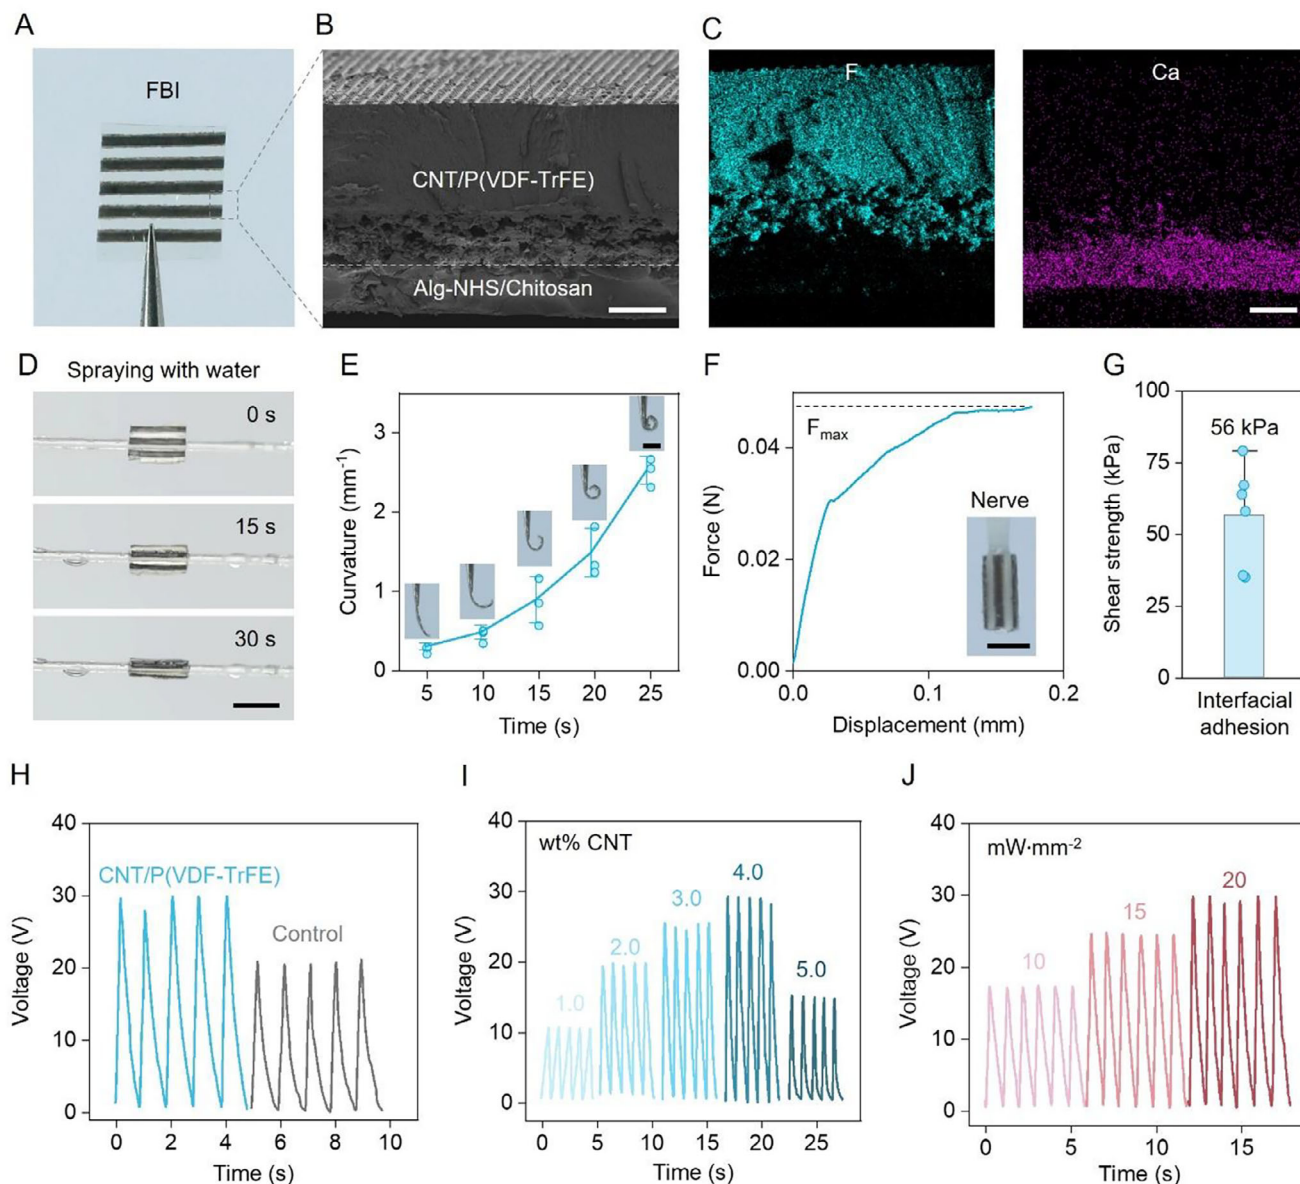 A
FBI
B
CNT/P(VDF-TrFE)
Alg-NHS/Chitosan
C
F
Ca
D
Spraying with water
0 s
15 s
30 s
E
Curvature (mm⁻¹)
3
2
1
0
5 10 15 20 25
Time (s)
F
Force (N)
0.04
0.02
0.00
Fmax
Nerve
0.0 0.1 0.2
Displacement (mm)
G
Shear strength (kPa)
100
75
50
25
0
56 kPa
Interfacial
adhesion
H
Voltage (V)
40
30
20
10
0
CNT/P(VDF-TrFE)
Control
0 2 4 6 8 10
Time (s)
I
Voltage (V)
40
30
20
10
0
wt% CNT
1.0
2.0
3.0
4.0
5.0
0 5 10 15 20 25
Time (s)
J
Voltage (V)
40
30
20
10
0
mW·mm⁻²
10
15
20
0 5 10 15
Time (s)